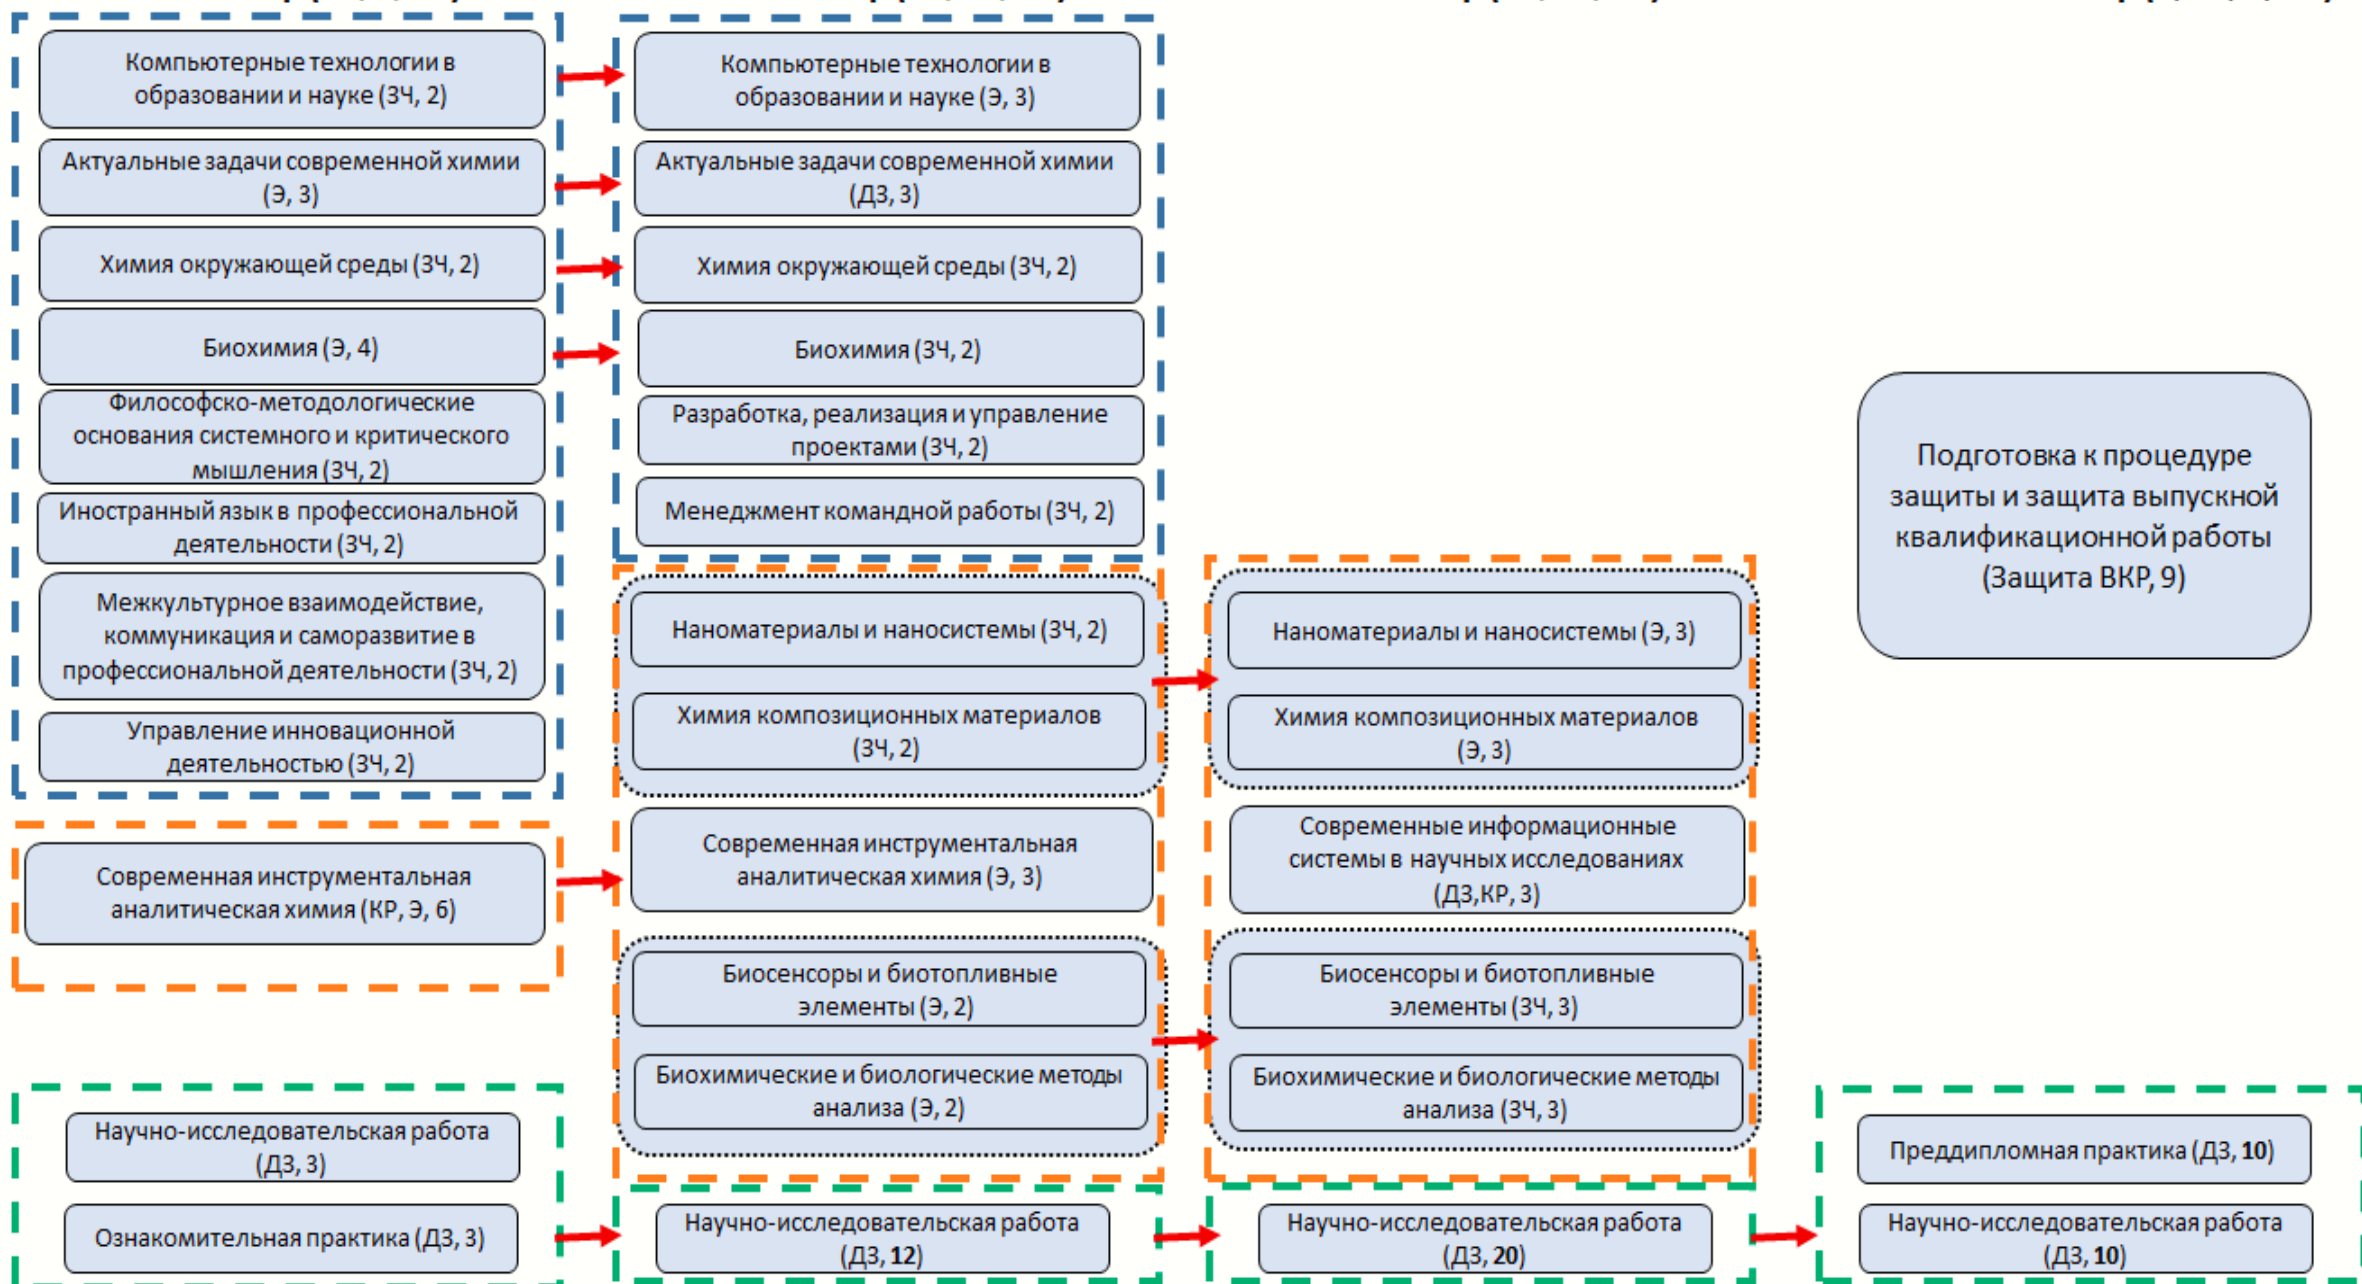 Компьютерные технологии в
образовании и науке (ЗЧ, 2)
Актуальные задачи современной химии
(Э, 3)
Химия окружающей среды (ЗЧ, 2)
Биохимия (Э, 4)
Философско-методологические
основания системного и критического
мышления (ЗЧ, 2)
Иностранный язык в профессиональной
деятельности (ЗЧ, 2)
Межкультурное взаимодействие,
коммуникация и саморазвитие в
профессиональной деятельности (ЗЧ, 2)
Управление инновационной
деятельностью (ЗЧ, 2)
Современная инструментальная
аналитическая химия (КР, Э, 6)
Научно-исследовательская работа
(ДЗ, 3)
Ознакомительная практика (ДЗ, 3)
Компьютерные технологии в
образовании и науке (Э, 3)
Актуальные задачи современной химии
(ДЗ, 3)
Химия окружающей среды (ЗЧ, 2)
Биохимия (ЗЧ, 2)
Разработка, реализация и управление
проектами (ЗЧ, 2)
Менеджмент командной работы (ЗЧ, 2)
Наноматериалы и наносистемы (ЗЧ, 2)
Химия композиционных материалов
(ЗЧ, 2)
Современная инструментальная
аналитическая химия (Э, 3)
Биосенсоры и биотопливные
элементы (Э, 2)
Биохимические и биологические методы
анализа (Э, 2)
Научно-исследовательская работа
(ДЗ, 12)
Наноматериалы и наносистемы (Э, 3)
Химия композиционных материалов
(Э, 3)
Современные информационные
системы в научных исследованиях
(ДЗ,КР, 3)
Биосенсоры и биотопливные
элементы (ЗЧ, 3)
Биохимические и биологические методы
анализа (ЗЧ, 3)
Научно-исследовательская работа
(ДЗ, 20)
Подготовка к процедуре
защиты и защита выпускной
квалификационной работы
(Защита ВКР, 9)
Преддипломная практика (ДЗ, 10)
Научно-исследовательская работа
(ДЗ, 10)